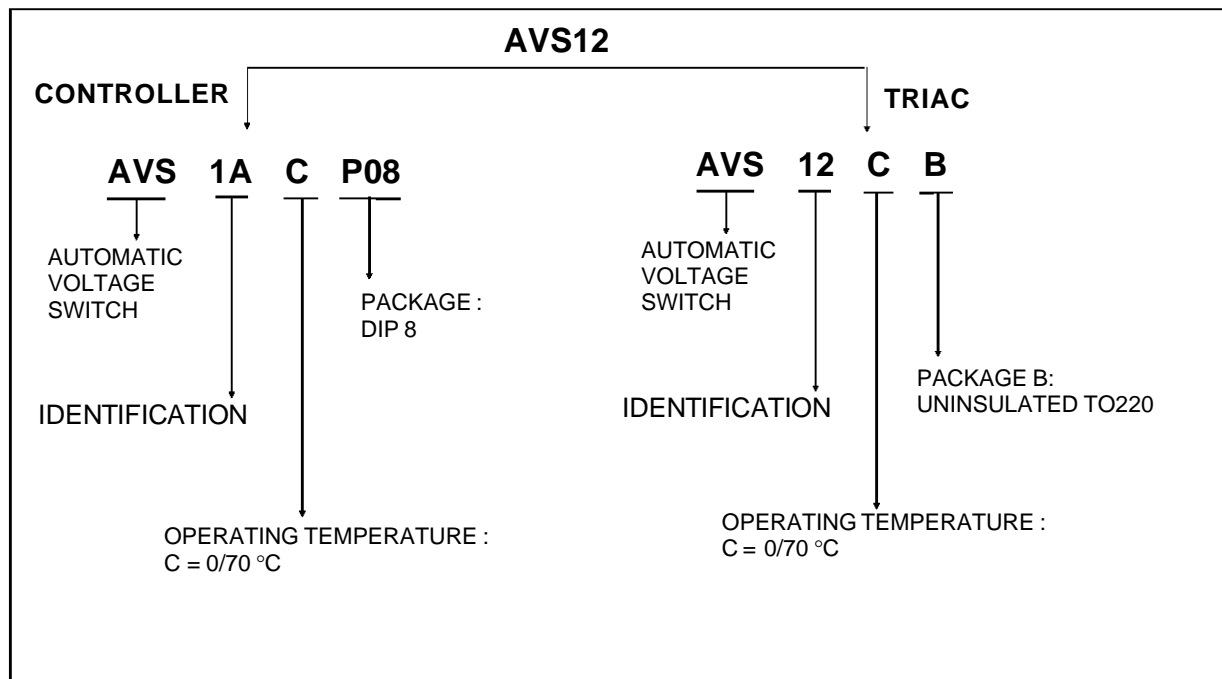 AVS12
CONTROLLER
TRIAC
AVS 1A C P08
AVS 12 C B
AUTOMATIC
VOLTAGE
SWITCH
PACKAGE :
DIP 8
IDENTIFICATION
OPERATING TEMPERATURE :
C = 0/70 °C
AUTOMATIC
VOLTAGE
SWITCH
PACKAGE B:
UNINSULATED TO220
IDENTIFICATION
OPERATING TEMPERATURE :
C = 0/70 °C